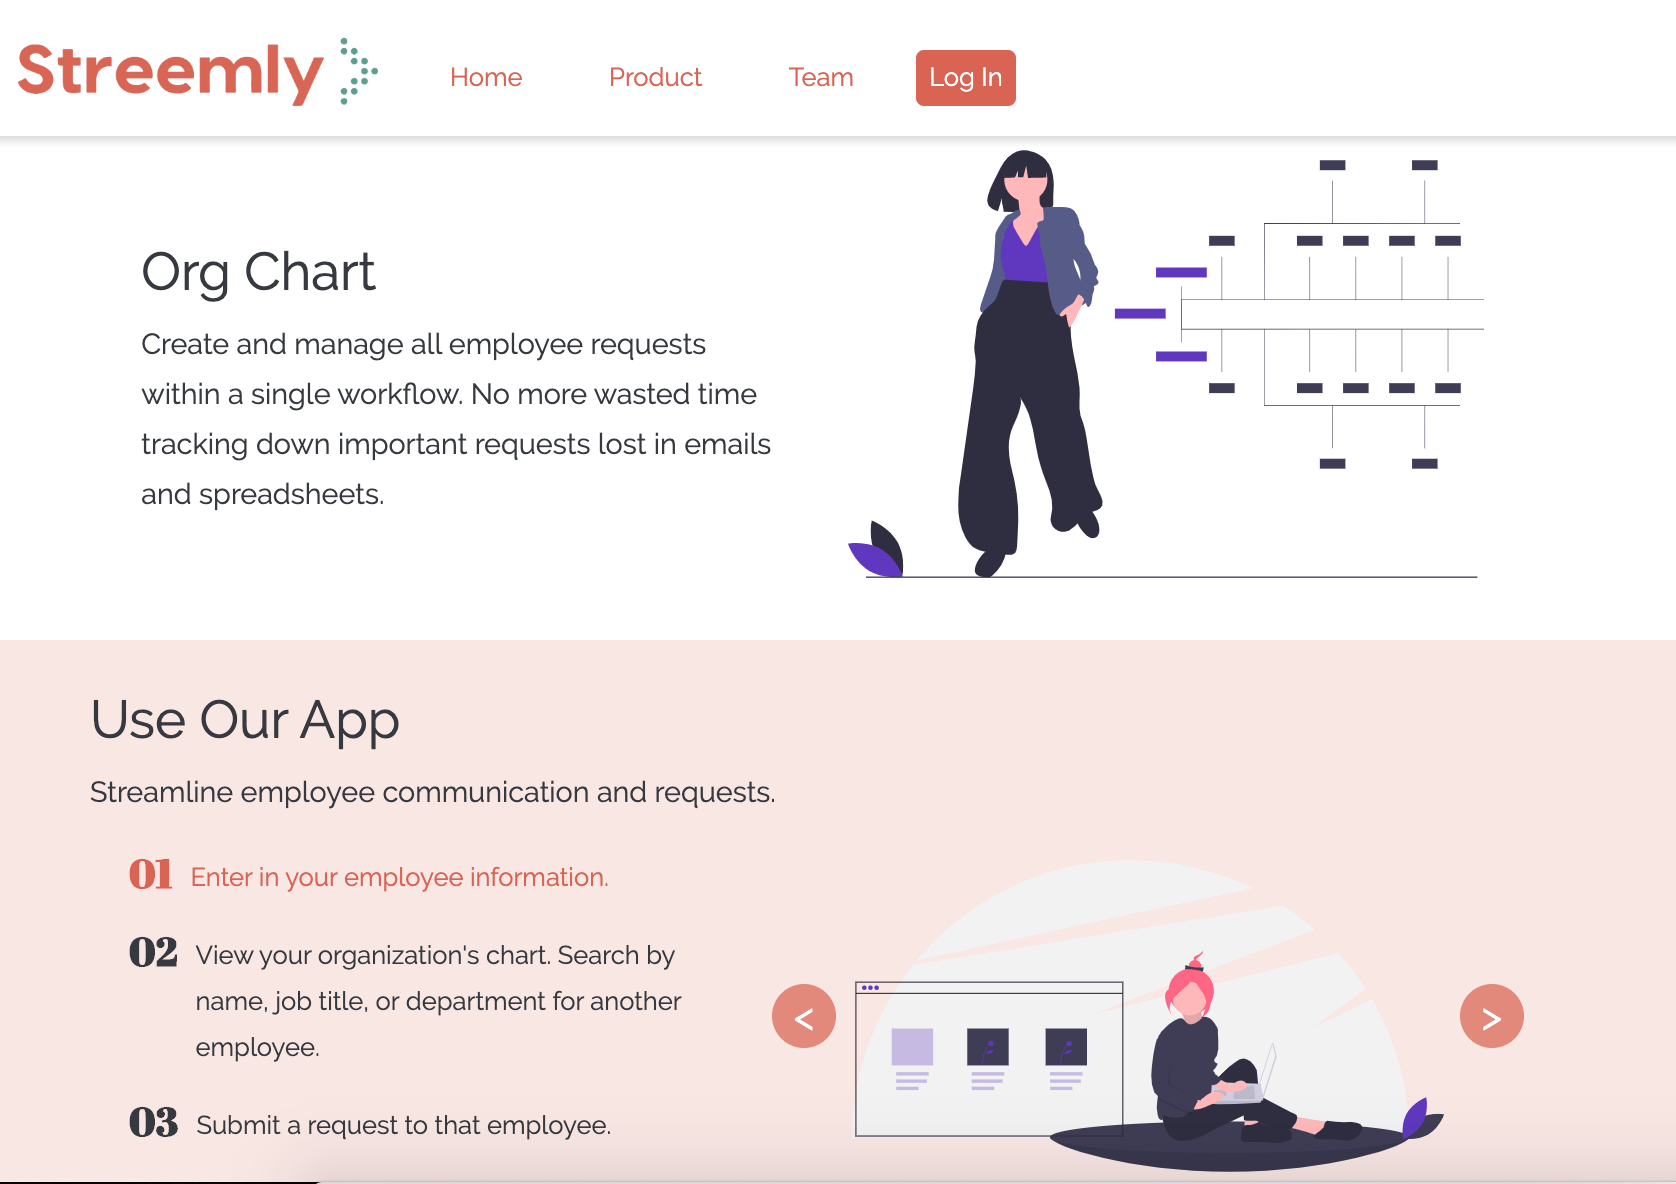 Streemly
Home
Product
Team
Log In
Org Chart
Create and manage all employee requests
within a single workflow. No more wasted time
tracking down important requests lost in emails
and spreadsheets.
Use Our App
Streamline employee communication and requests.
01 Enter in your employee information.
02 View your organization's chart. Search by
name, job title, or department for another
employee.
03 Submit a request to that employee.
<
>